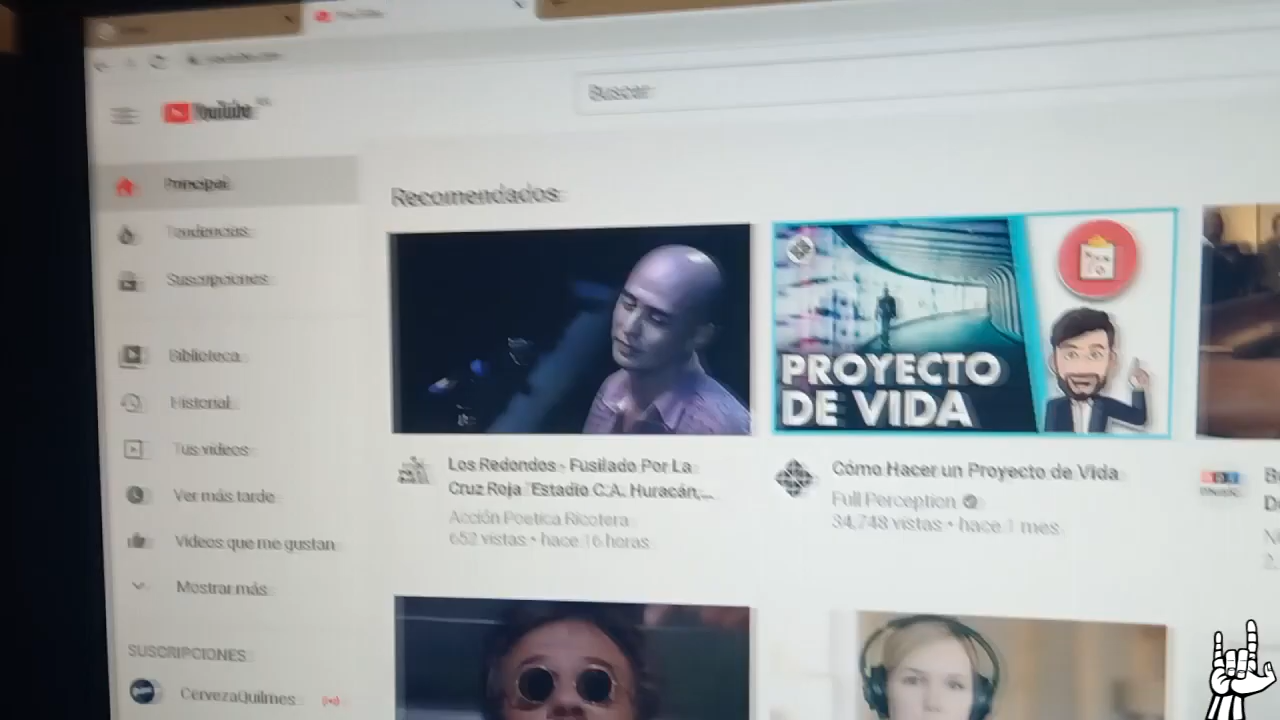 YouTube
Buscar
Principal
Tendencias
Suscripciones
Biblioteca
Historial
Tus videos
Ver más tarde
Videos que me gustan
Mostrar más
SUSCRIPCIONES
CervezaQuilmes
Recomendados
Los Redondos - Fusilado Por La
Cruz Roja "Estadio C.A. Huracán,...
Acción Poetica Ricotera
652 vistas • hace 16 horas
PROYECTO
DE VIDA
Cómo Hacer un Proyecto de Vida
Full Perception
34,748 vistas • hace 1 mes